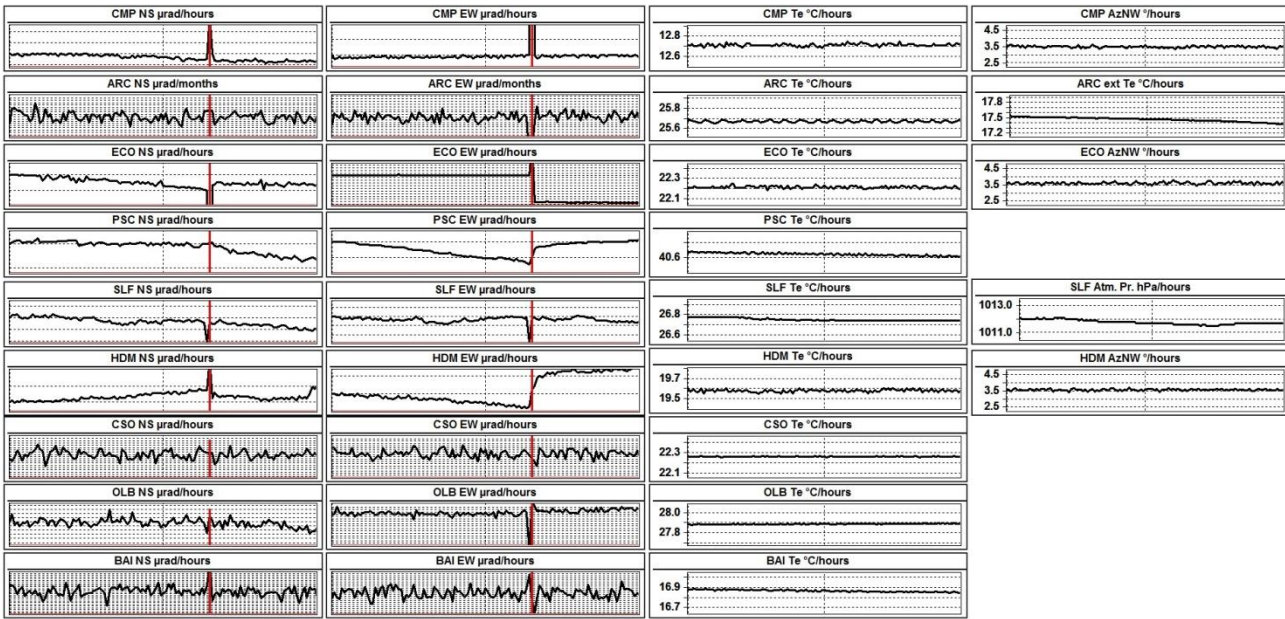 CMP NS µrad/hours
CMP EW µrad/hours
CMP Te °C/hours
12.8
12.6
CMP AzNW °/hours
4.5
3.5
2.5
ARC NS µrad/months
ARC EW µrad/months
ARC Te °C/hours
25.8
25.6
ARC ext Te °C/hours
17.8
17.5
17.2
ECO NS µrad/hours
ECO EW µrad/hours
ECO Te °C/hours
22.3
22.1
ECO AzNW °/hours
4.5
3.5
2.5
PSC NS µrad/hours
PSC EW µrad/hours
PSC Te °C/hours
40.6
SLF NS µrad/hours
SLF EW µrad/hours
SLF Te °C/hours
26.8
26.6
SLF Atm. Pr. hPa/hours
1013.0
1011.0
HDM NS µrad/hours
HDM EW µrad/hours
HDM Te °C/hours
19.7
19.5
HDM AzNW °/hours
4.5
3.5
2.5
CSO NS µrad/hours
CSO EW µrad/hours
CSO Te °C/hours
22.3
22.1
OLB NS µrad/hours
OLB EW µrad/hours
OLB Te °C/hours
28.0
27.8
BAI NS µrad/hours
BAI EW µrad/hours
BAI Te °C/hours
16.9
16.7